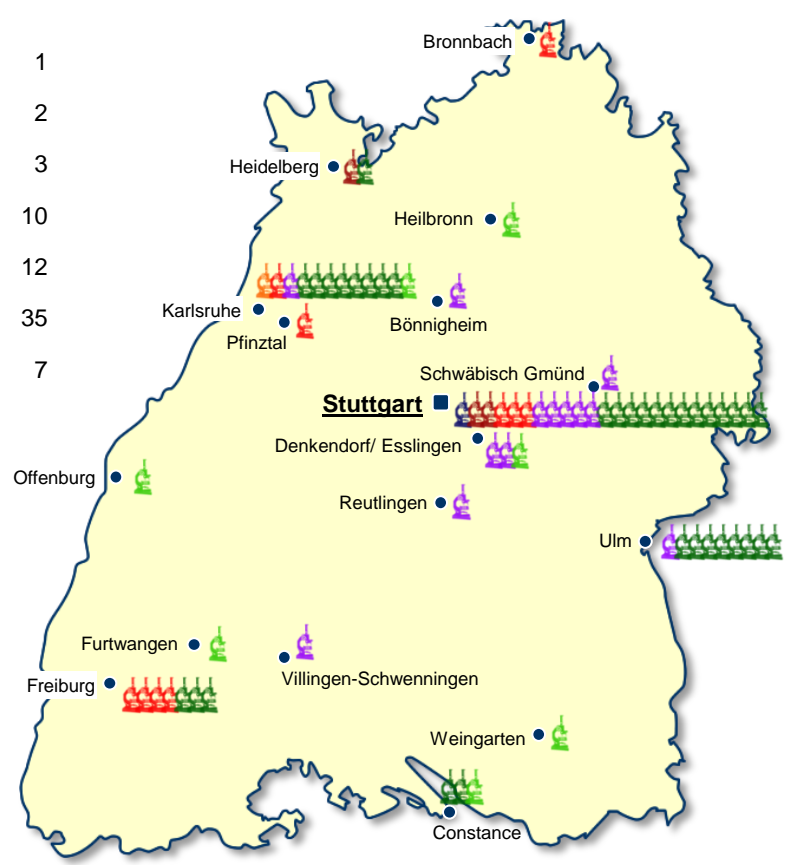 Bronnbach
1
2
3
Heidelberg
10
Heilbronn
12
Karlsruhe
35
Bönnigheim
Pfinztal
7
Schwäbisch Gmünd
Stuttgart
Denkendorf/ Esslingen
Offenburg
Reutlingen
Ulm
Furtwangen
Villingen-Schwenningen
Freiburg
Weingarten
Constance